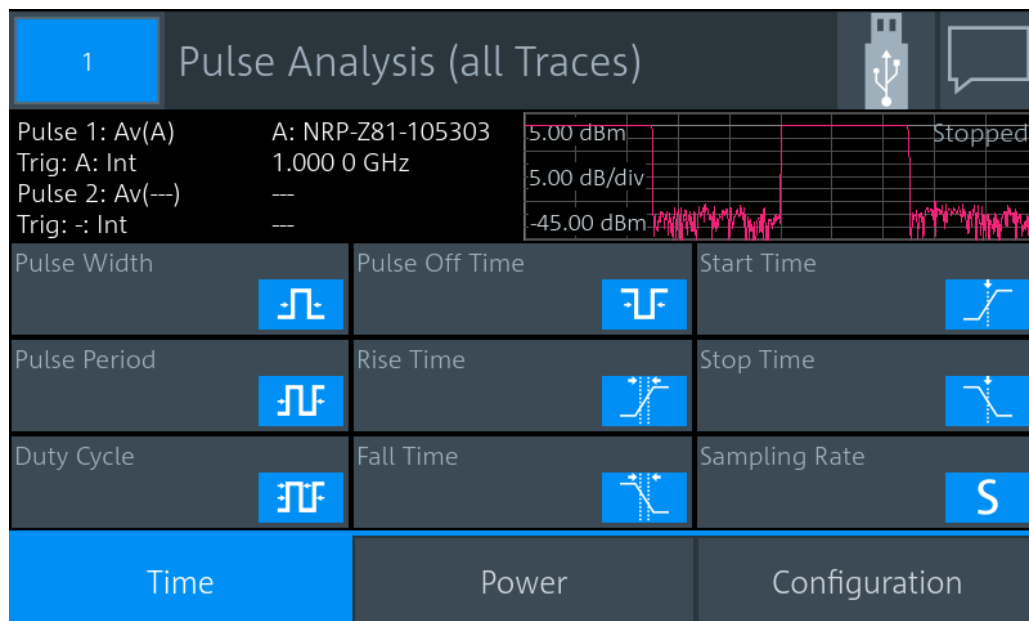 1
Pulse Analysis (all Traces)
Pulse 1: Av(A)
A: NRP-Z81-105303
Trig: A: Int
1.000 0 GHz
Pulse 2: Av(---)
---
Trig: -: Int
---
5.00 dBm
Stopped
5.00 dB/div
-45.00 dBm
Pulse Width
Pulse Off Time
Start Time
Pulse Period
Rise Time
Stop Time
Duty Cycle
Fall Time
Sampling Rate
S
Time
Power
Configuration